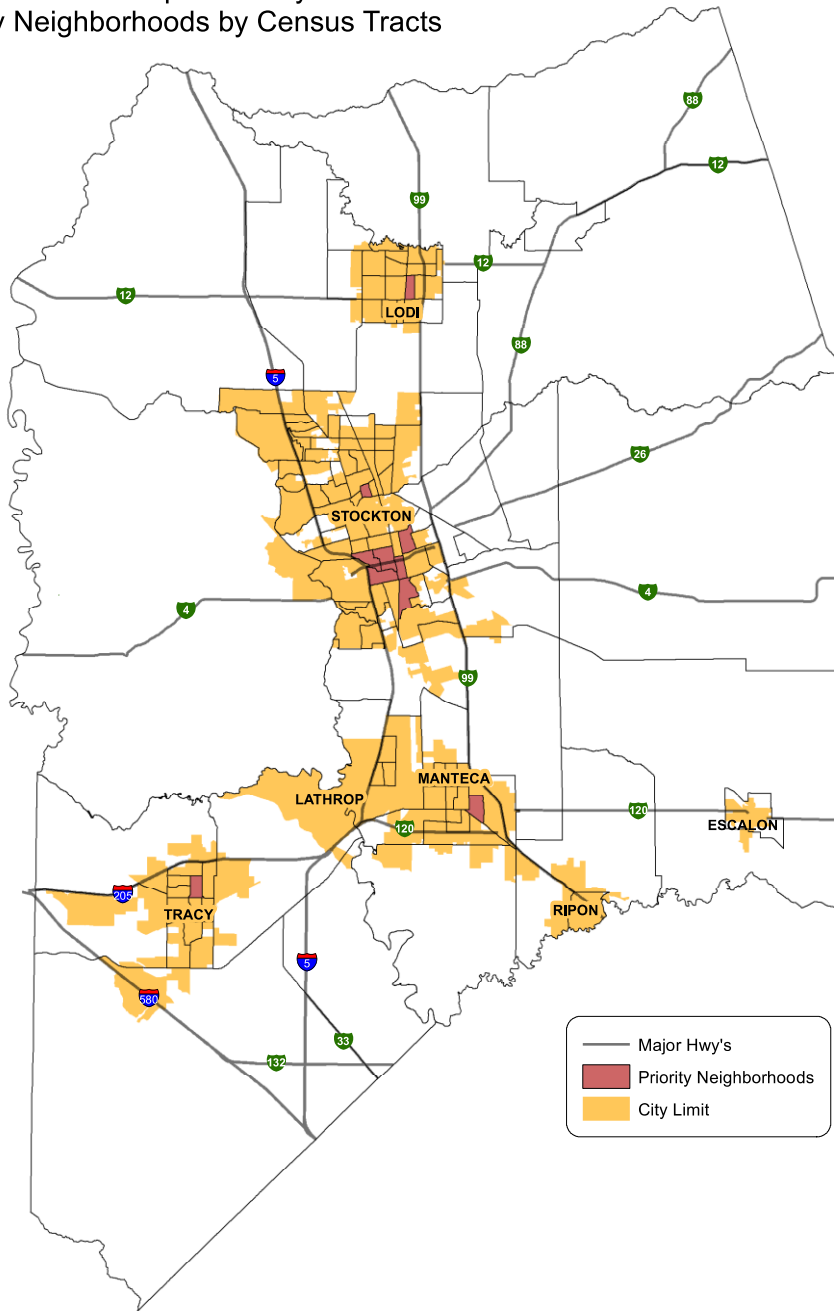 y Neighborhoods by Census Tracts
88
12
99
12
12
LODI
88
5
26
STOCKTON
4
4
99
MANTECA
LATHROP
120
120
ESCALON
205
TRACY
RIPON
5
580
33
132
Major Hwy's
Priority Neighborhoods
City Limit